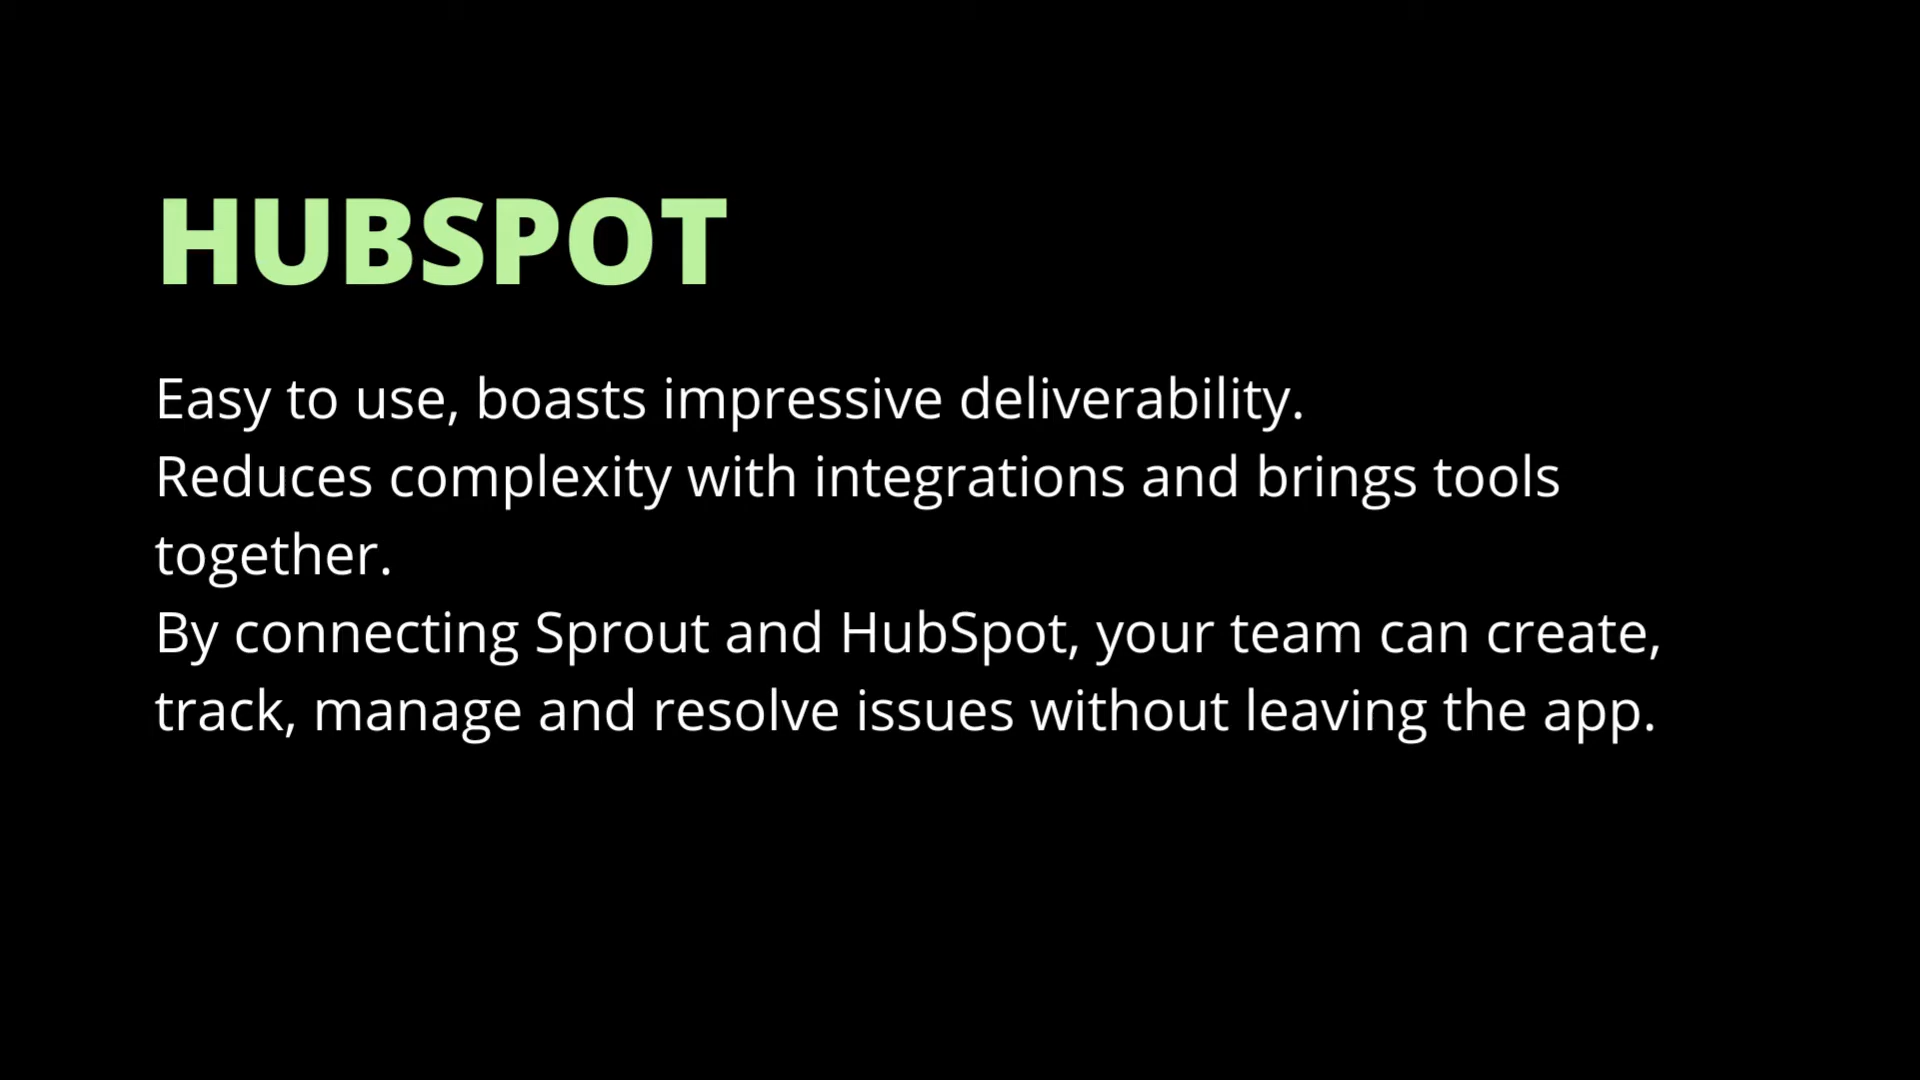 HUBSPOT
Easy to use, boasts impressive deliverability.
Reduces complexity with integrations and brings tools
together.
By connecting Sprout and HubSpot, your team can create,
track, manage and resolve issues without leaving the app.